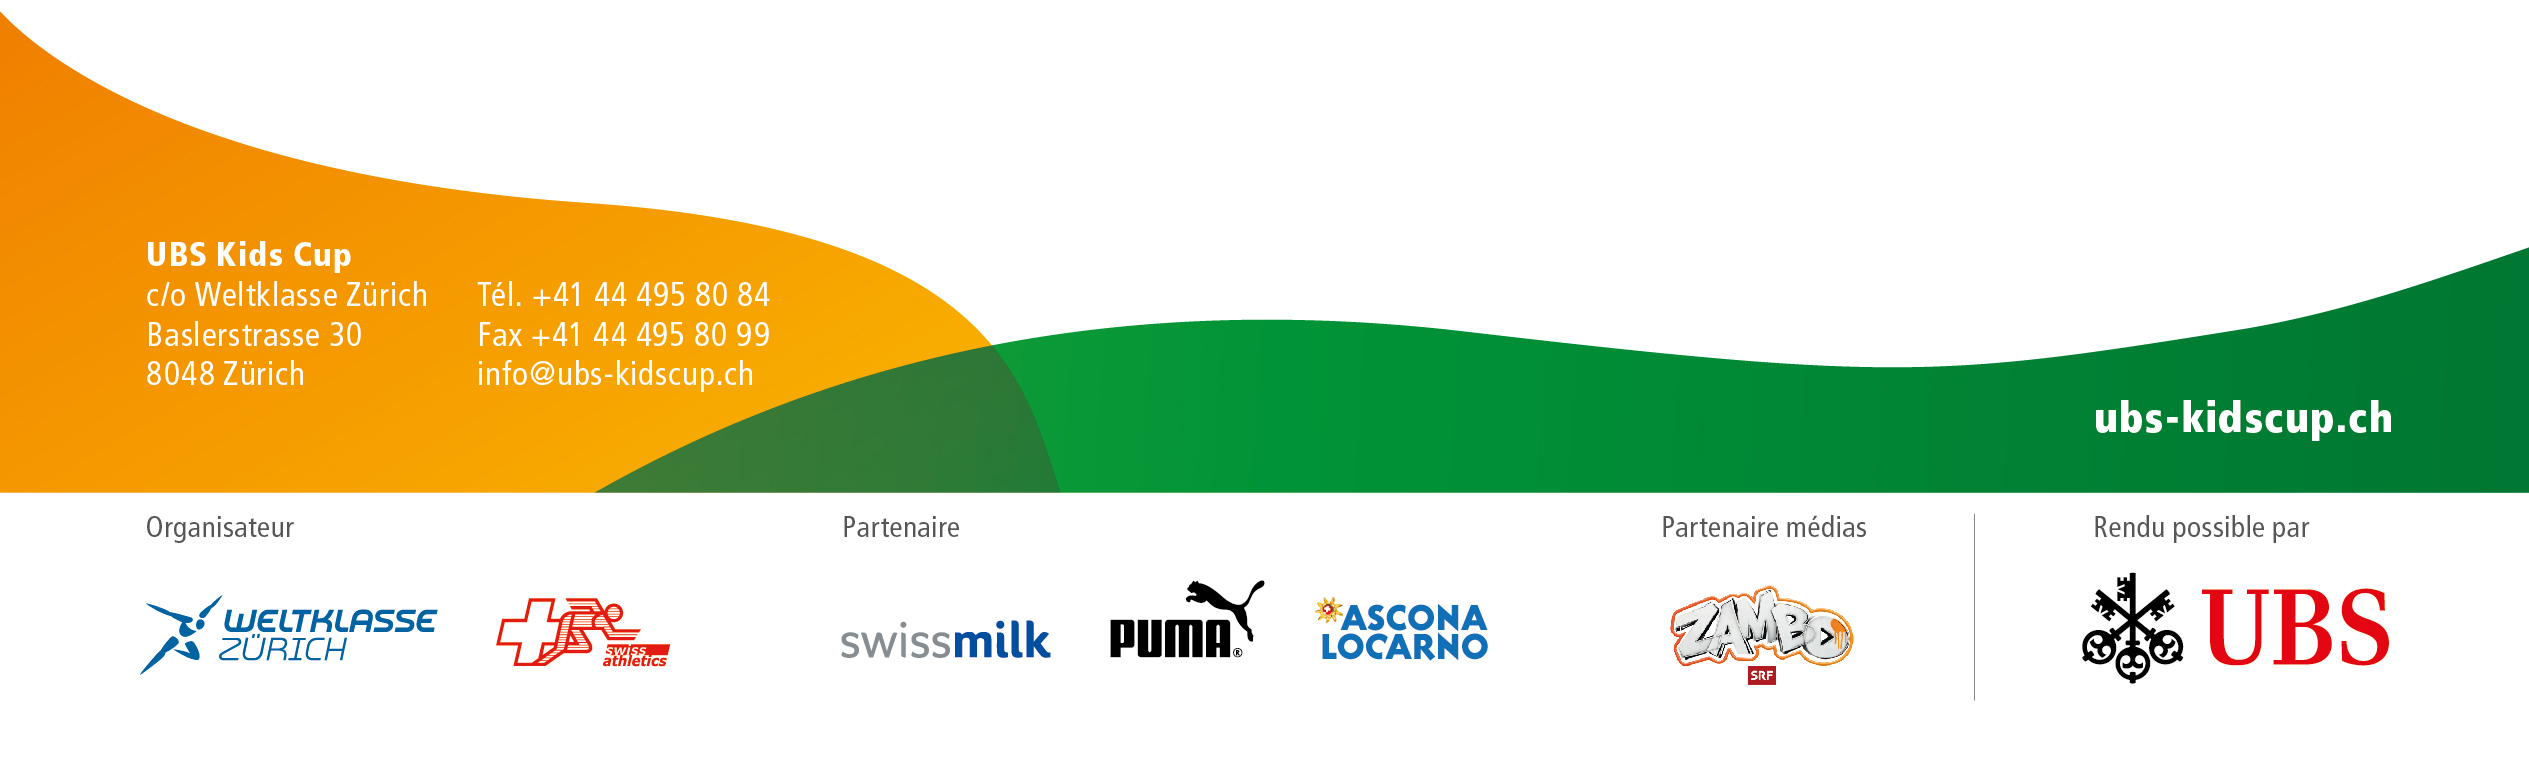 UBS Kids Cup
c/o Weltklasse Zürich
Baslerstrasse 30
8048 Zürich
Tél. +41 44 495 80 84
Fax +41 44 495 80 99
info@ubs-kidscup.ch
ubs-kidscup.ch
Organisateur
WELTKLASSE
ZÜRICH
swiss
athletics
Partenaire
swissmilk
PUMA®
ASCONA
LOCARNO
Partenaire médias
ZAMBO
SRF
Rendu possible par
UBS